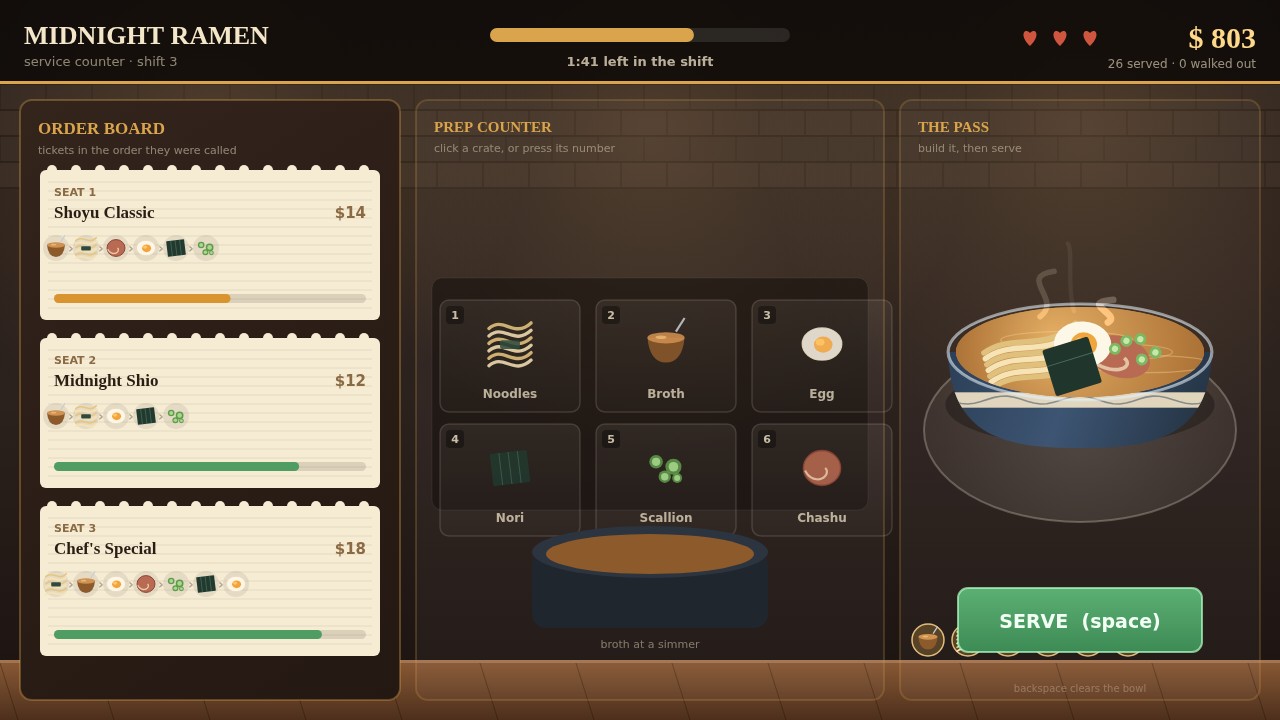 MIDNIGHT RAMEN
service counter · shift 3
1:41 left in the shift
$ 803
26 served · 0 walked out
ORDER BOARD
tickets in the order they were called
SEAT 1
Shoyu Classic
$14
SEAT 2
Midnight Shio
$12
SEAT 3
Chef's Special
$18
PREP COUNTER
click a crate, or press its number
1
Noodles
2
Broth
3
Egg
4
Nori
5
Scallion
6
Chashu
broth at a simmer
THE PASS
build it, then serve
SERVE (space)
backspace clears the bowl